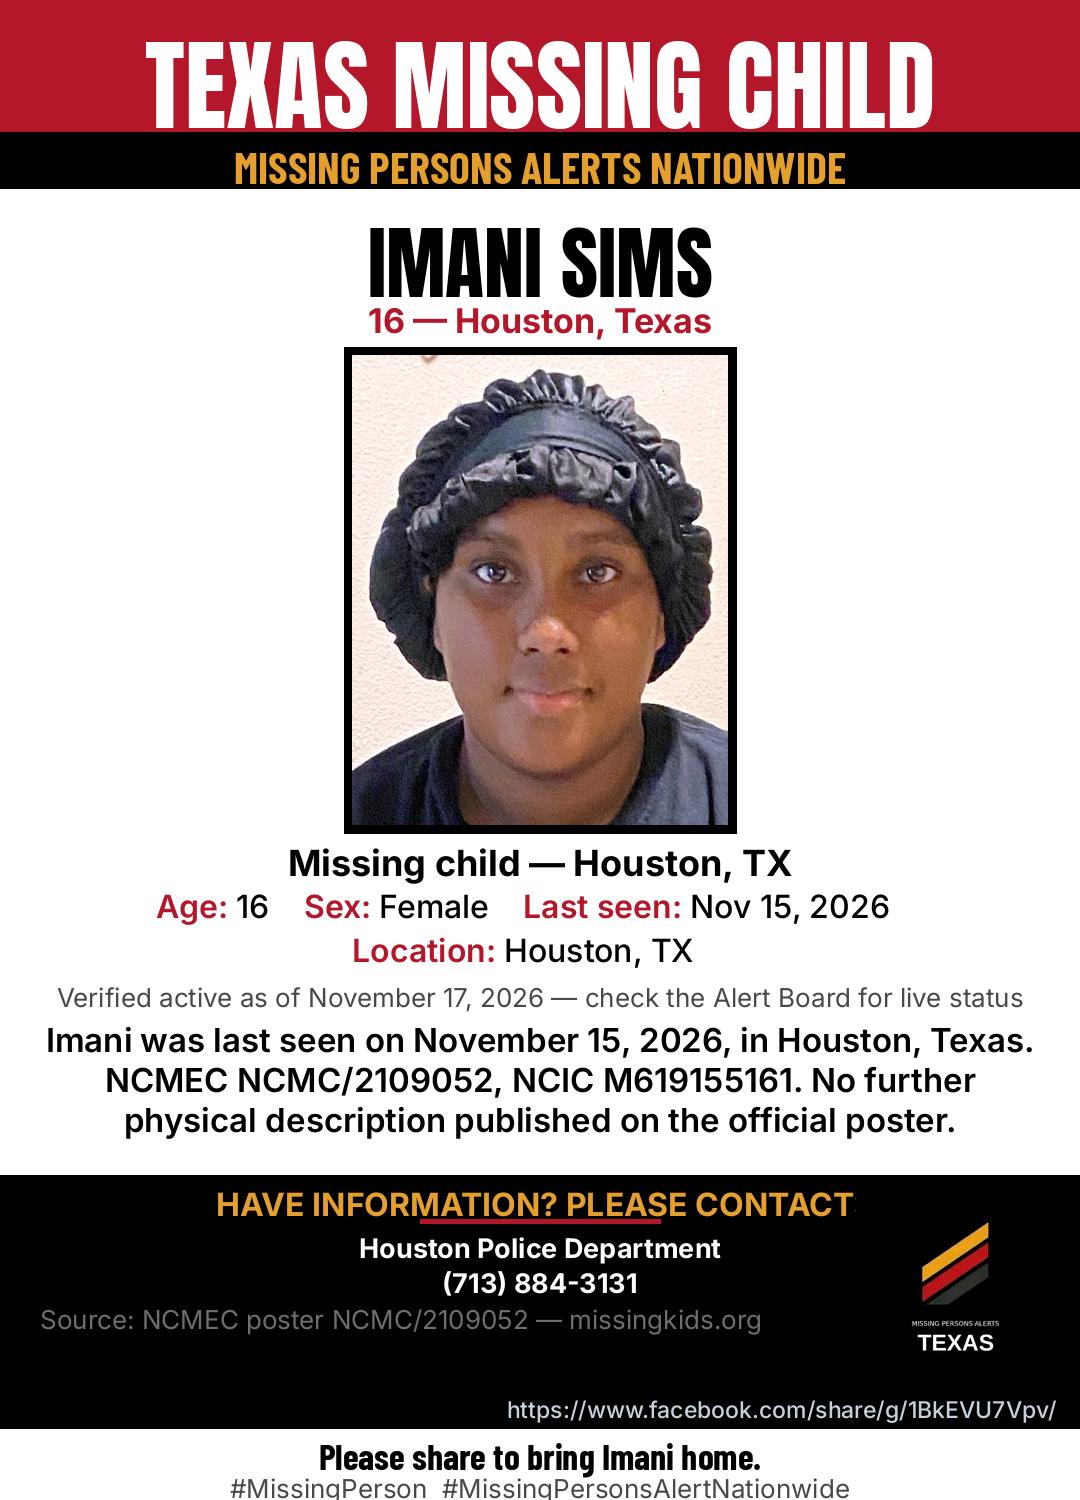 TEXAS MISSING CHILD
MISSING PERSONS ALERTS NATIONWIDE
IMANI SIMS
16 — Houston, Texas
Missing child — Houston, TX
Age: 16 Sex: Female Last seen: Nov 15, 2026
Location: Houston, TX
Verified active as of November 17, 2026 — check the Alert Board for live status
Imani was last seen on November 15, 2026, in Houston, Texas.
NCMEC NCMC/2109052, NCIC M619155161. No further
physical description published on the official poster.
HAVE INFORMATION? PLEASE CONTACT:
Houston Police Department
(713) 884-3131
Source: NCMEC poster NCMC/2109052 — missingkids.org
MISSING PERSONS ALERTS
TEXAS
https://www.facebook.com/share/g/1BkEVU7Vpv/
Please share to bring Imani home.
#MissingPerson #MissingPersonsAlertNationwide